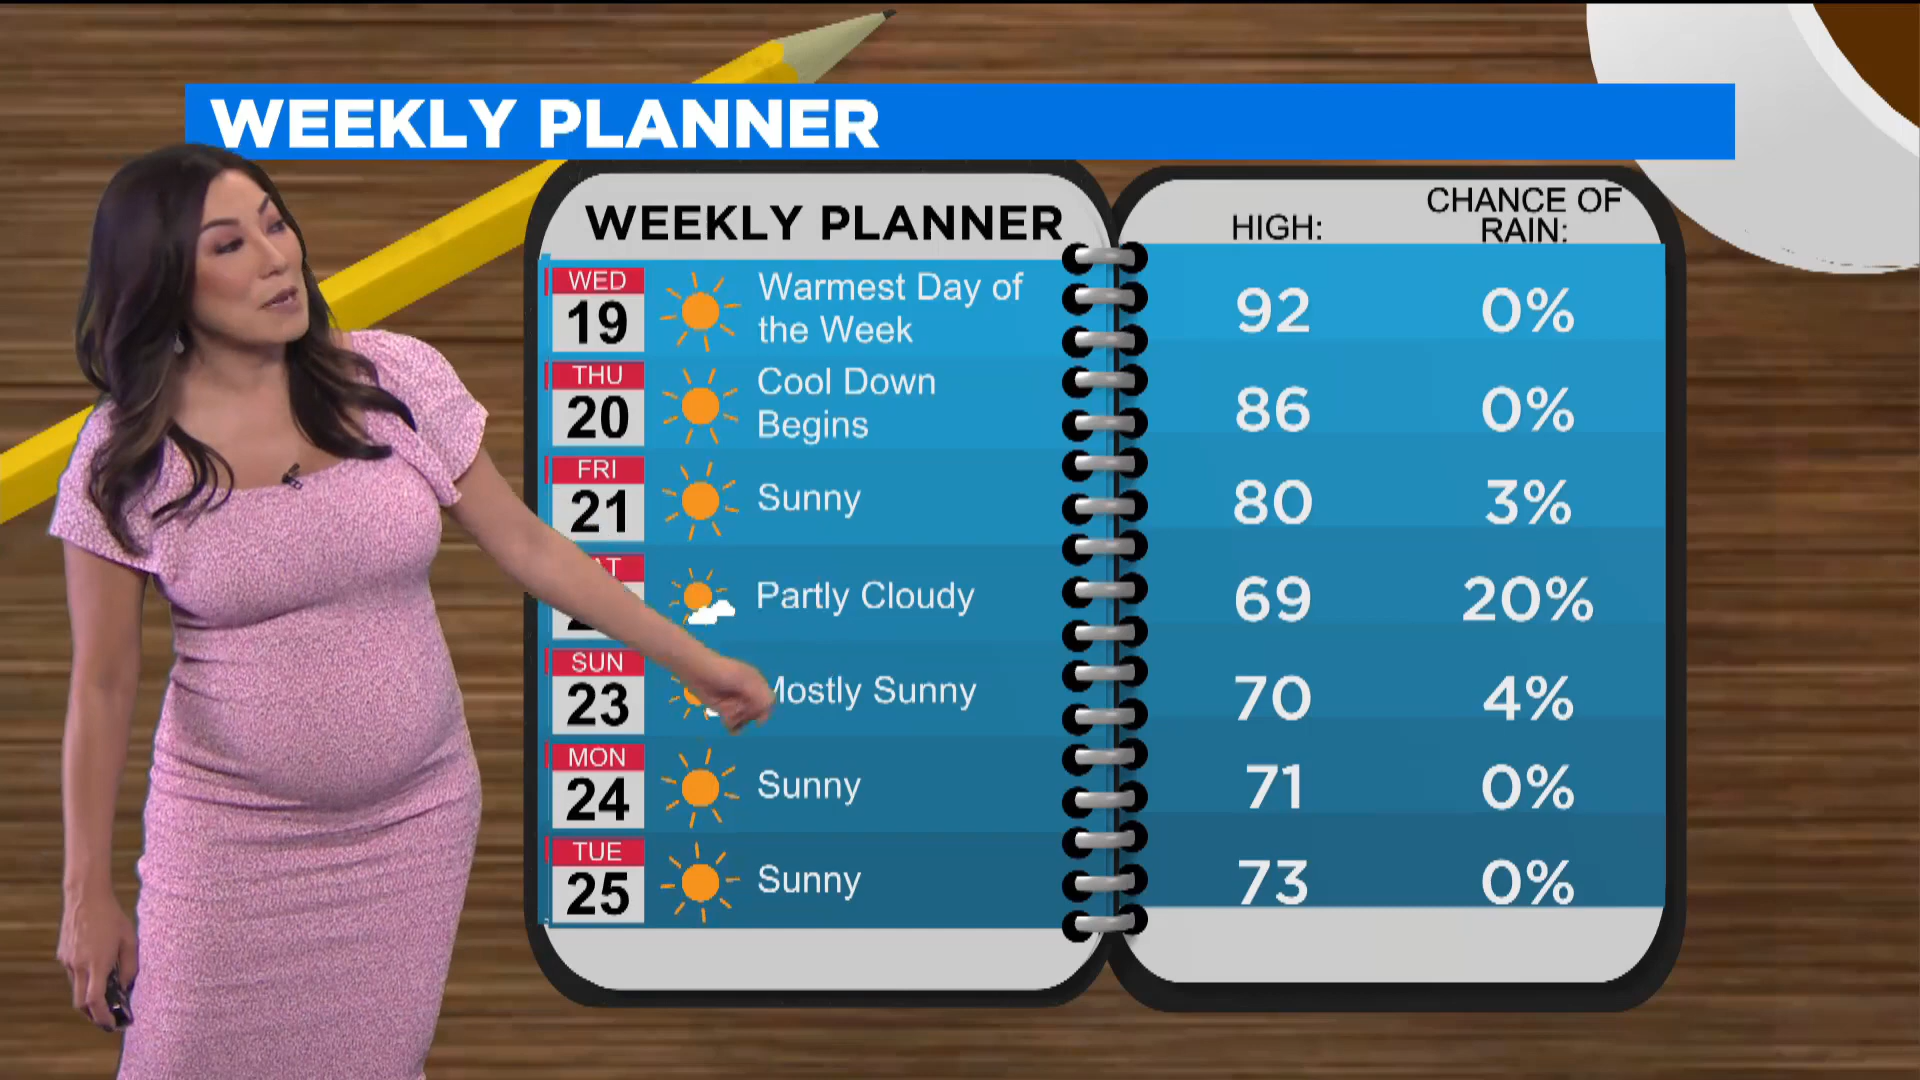 WEEKLY PLANNER
WEEKLY PLANNER
HIGH:
CHANCE OF
RAIN:
WED
19
Warmest Day of
the Week
92
0%
THU
20
Cool Down
Begins
86
0%
FRI
21
Sunny
80
3%
Partly Cloudy
69
20%
SUN
23
Mostly Sunny
70
4%
MON
24
Sunny
71
0%
TUE
25
Sunny
73
0%